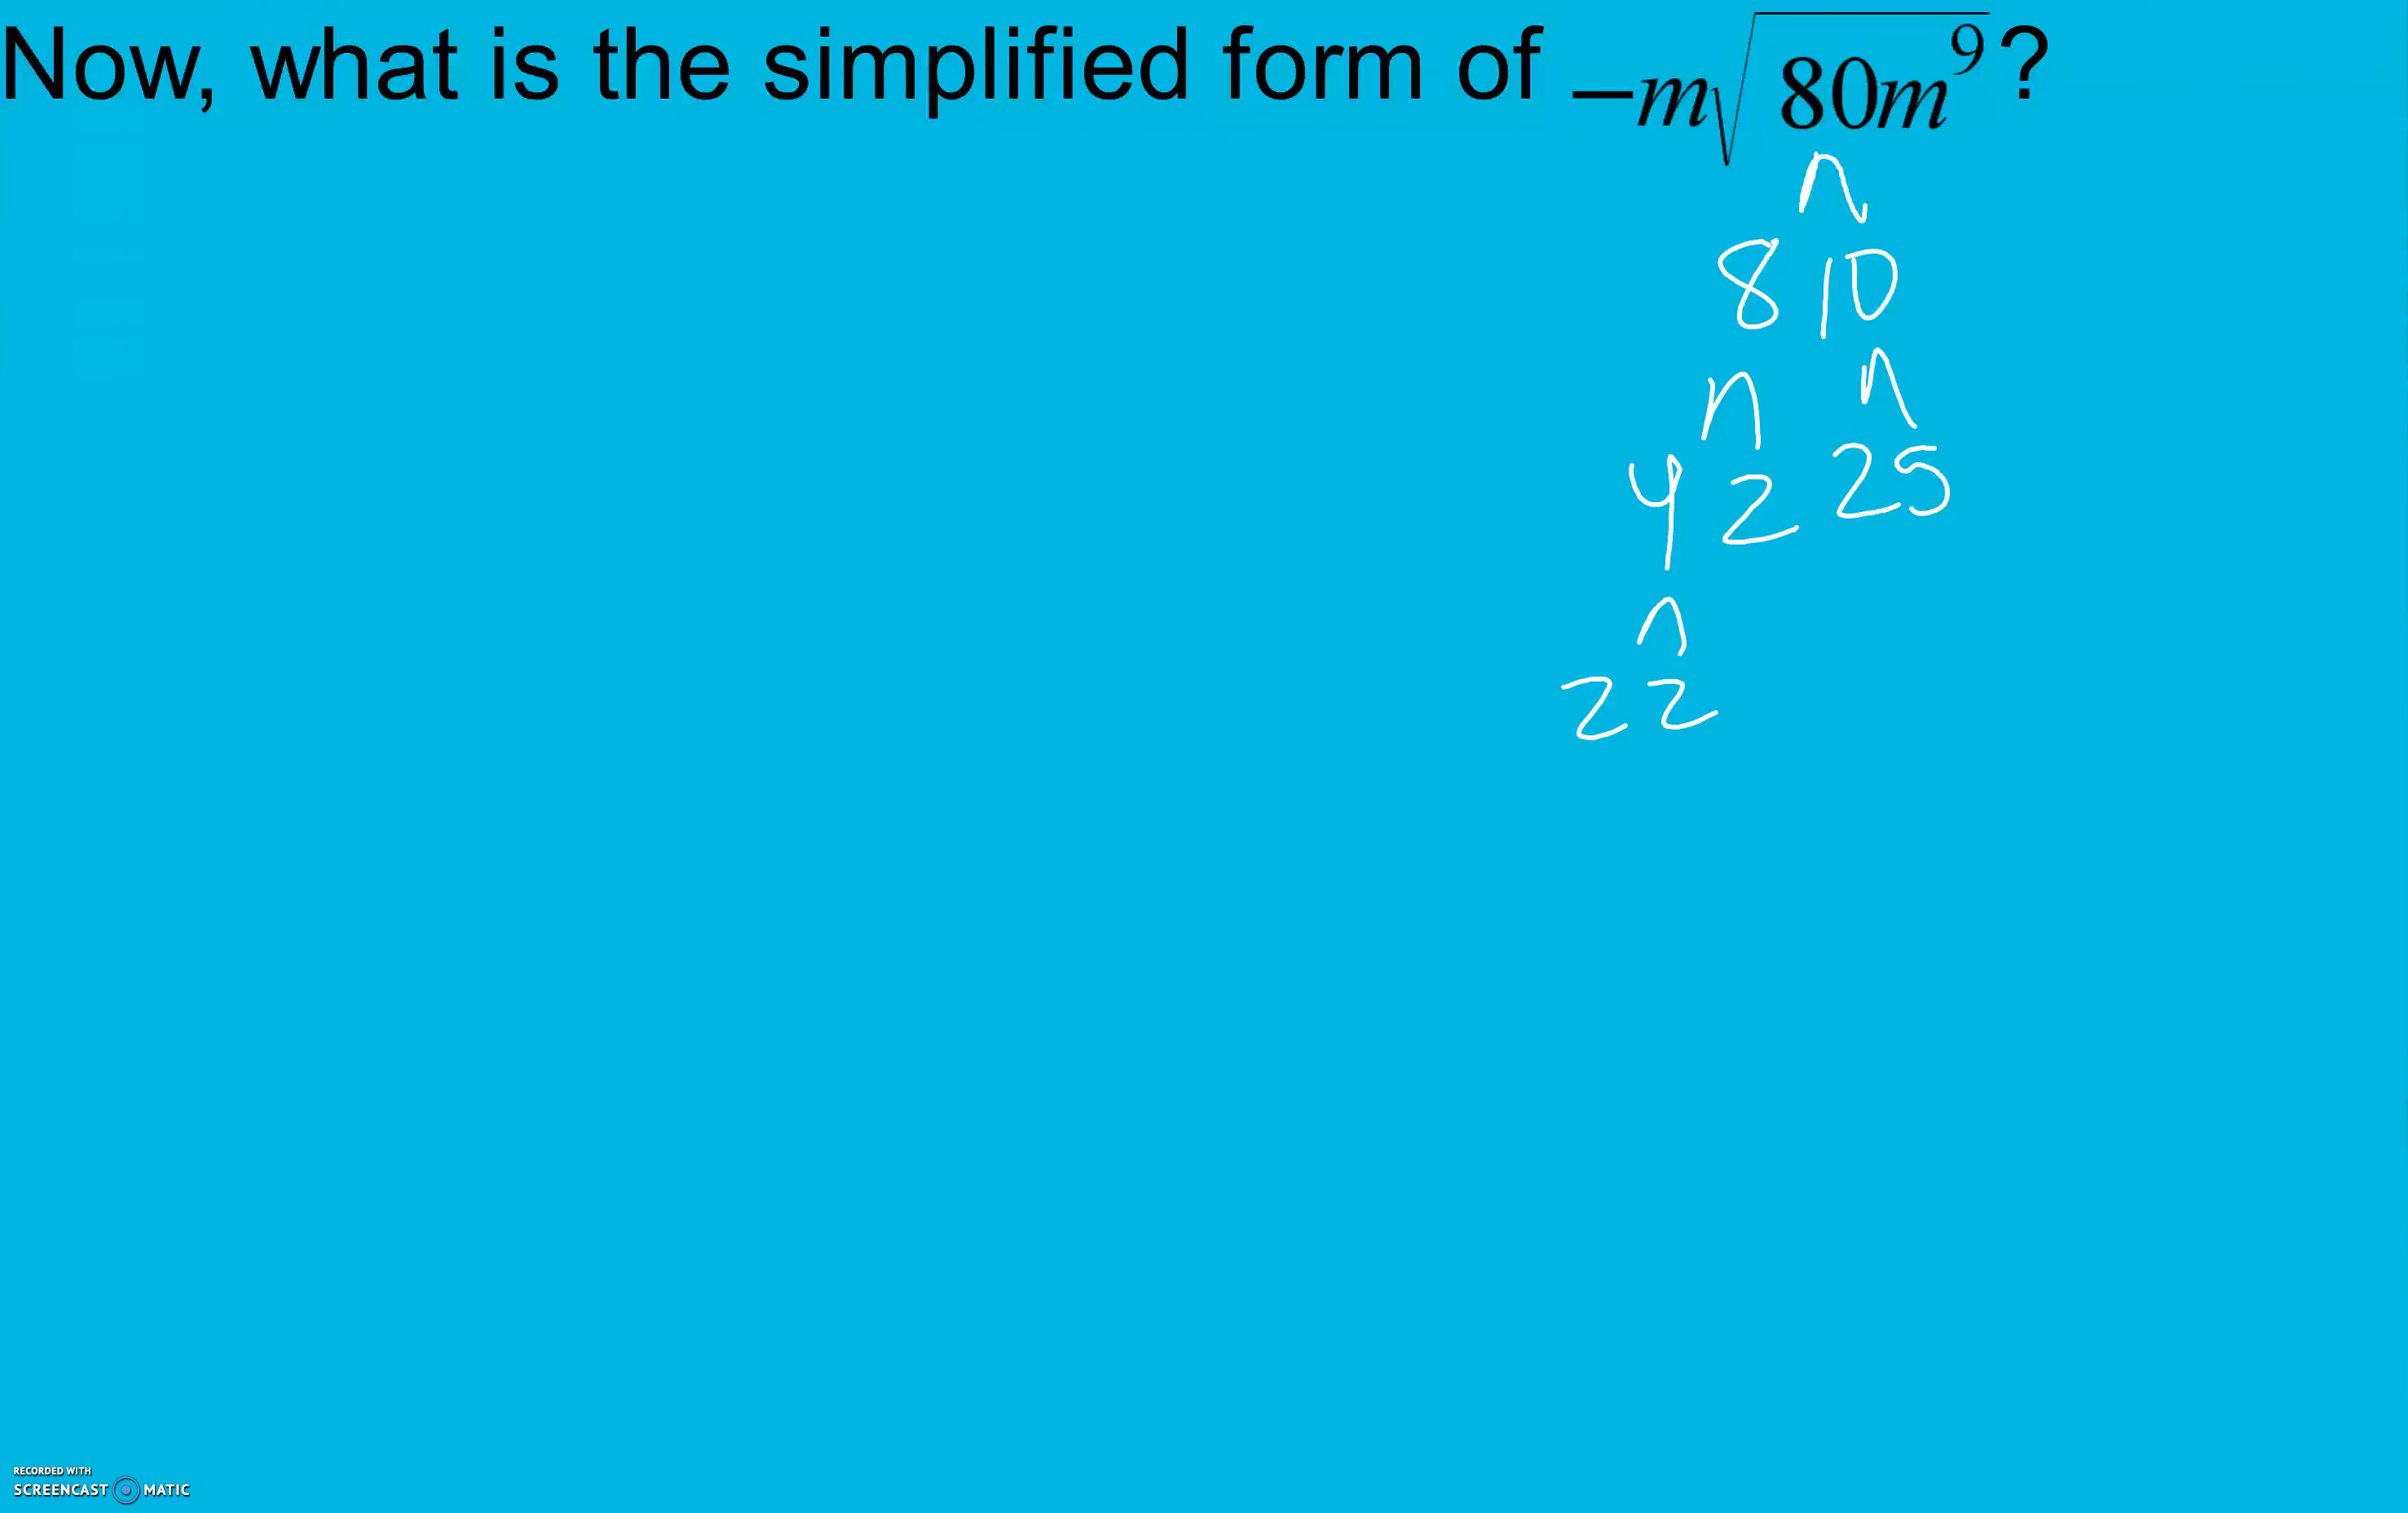 Now, what is the simplified form of −m√80m⁹?
8 10
4 2 2 5
2 2
RECORDED WITH
SCREENCAST MATIC